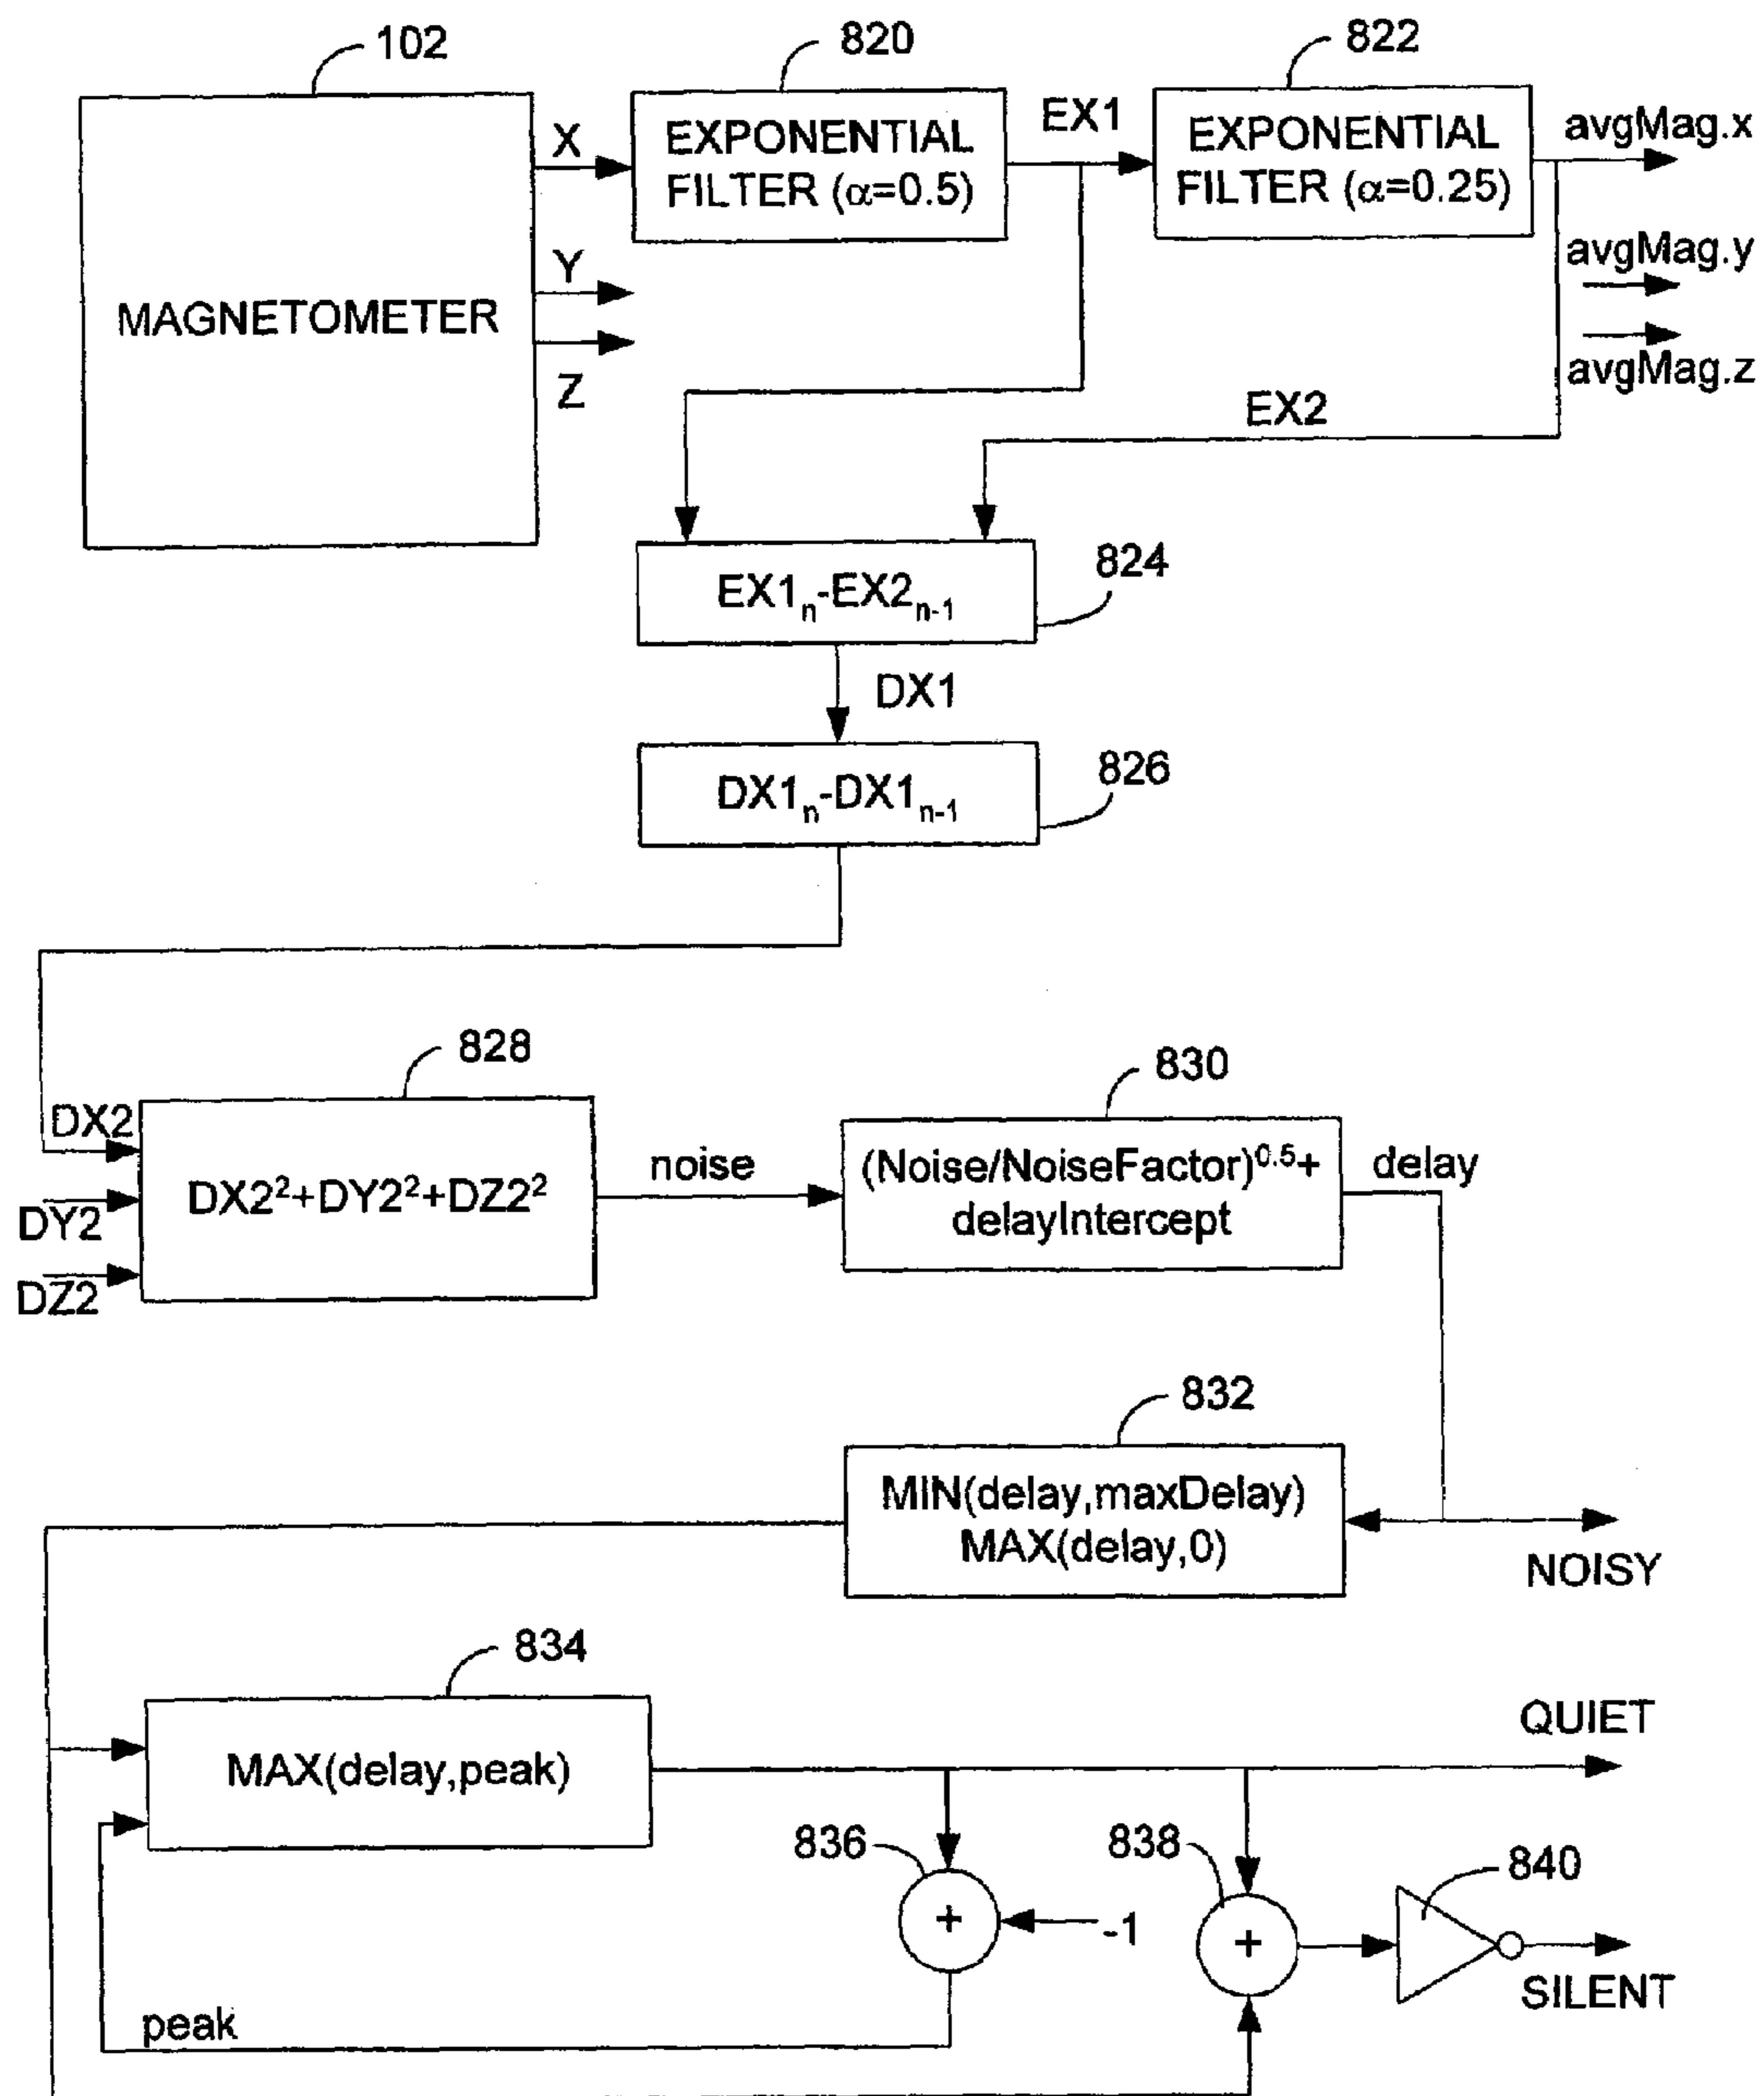 102
820
822
X
EXPONENTIAL
FILTER (α=0.5)
EX1
EXPONENTIAL
FILTER (α=0.25)
avgMag.x
MAGNETOMETER
Y
Z
avgMag.y
avgMag.z
EX2
EX1ₙ-EX2ₙ₋₁
824
DX1
DX1ₙ-DX1ₙ₋₁
826
828
830
DX2
DY2
DZ2
DX2²+DY2²+DZ2²
noise
(Noise/NoiseFactor)⁰·⁵+
delayIntercept
delay
832
MIN(delay,maxDelay)
MAX(delay,0)
NOISY
834
MAX(delay,peak)
QUIET
836
838
840
+
-1
+
SILENT
peak